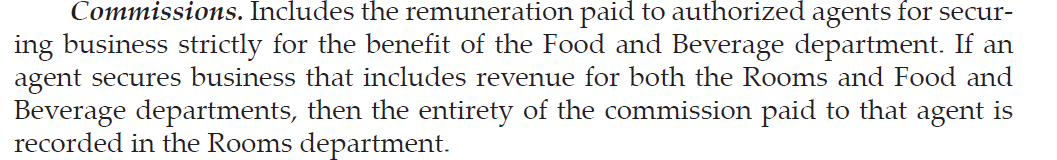 Commissions. Includes the remuneration paid to authorized agents for secur-
ing business strictly for the benefit of the Food and Beverage department. If an
agent secures business that includes revenue for both the Rooms and Food and
Beverage departments, then the entirety of the commission paid to that agent is
recorded in the Rooms department.